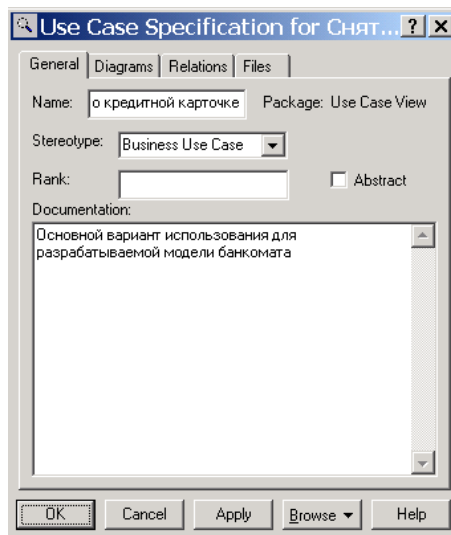 Use Case Specification for Снят... ? ×
General Diagrams Relations Files
Name: о кредитной карточке Package: Use Case View
Stereotype: Business Use Case
Rank: Abstract
Documentation:
Основной вариант использования для
разрабатываемой модели банкомата
OK Cancel Apply Browse Help